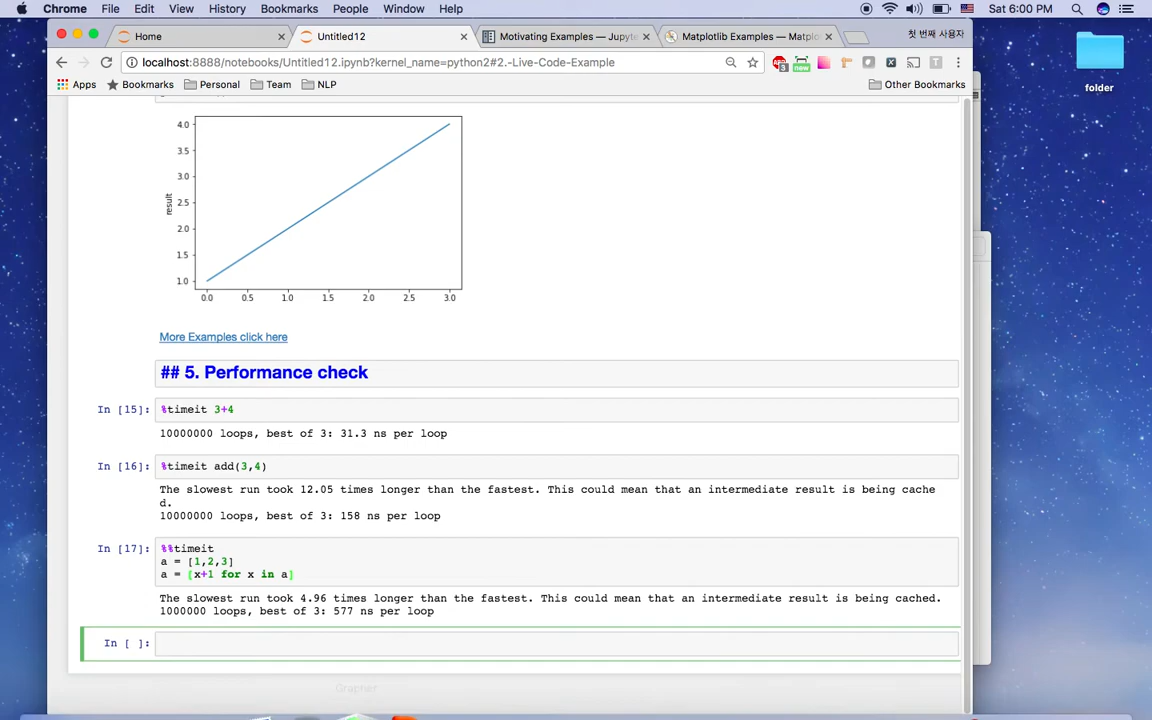 Chrome File Edit View History Bookmarks People Window Help Sat 6:00 PM
Home Untitled12 Motivating Examples — Jupyte Matplotlib Examples — Matplo 첫 번째 사용자
localhost:8888/notebooks/Untitled12.ipynb?kernel_name=python2#2.-Live-Code-Example
Apps Bookmarks Personal Team NLP Other Bookmarks
folder
4.0
3.5
3.0
2.5
2.0
1.5
1.0
result
0.0 0.5 1.0 1.5 2.0 2.5 3.0
More Examples click here
## 5. Performance check
In [15]: %timeit 3+4
10000000 loops, best of 3: 31.3 ns per loop
In [16]: %timeit add(3,4)
The slowest run took 12.05 times longer than the fastest. This could mean that an intermediate result is being cache
d.
10000000 loops, best of 3: 158 ns per loop
In [17]: %%timeit
a = [1,2,3]
a = [x+1 for x in a]
The slowest run took 4.96 times longer than the fastest. This could mean that an intermediate result is being cached.
1000000 loops, best of 3: 577 ns per loop
In [ ]:
Grapher